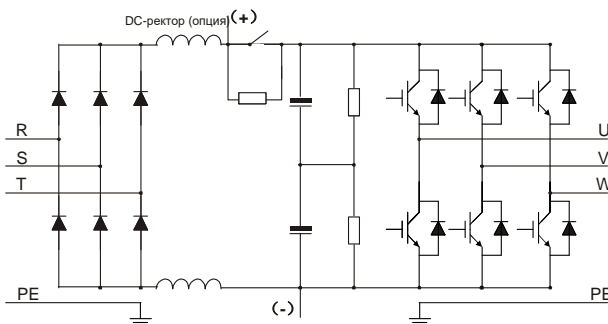 DC-ректор (опция)
(+)
R
S
T
PE
(-)
U
V
W
PE